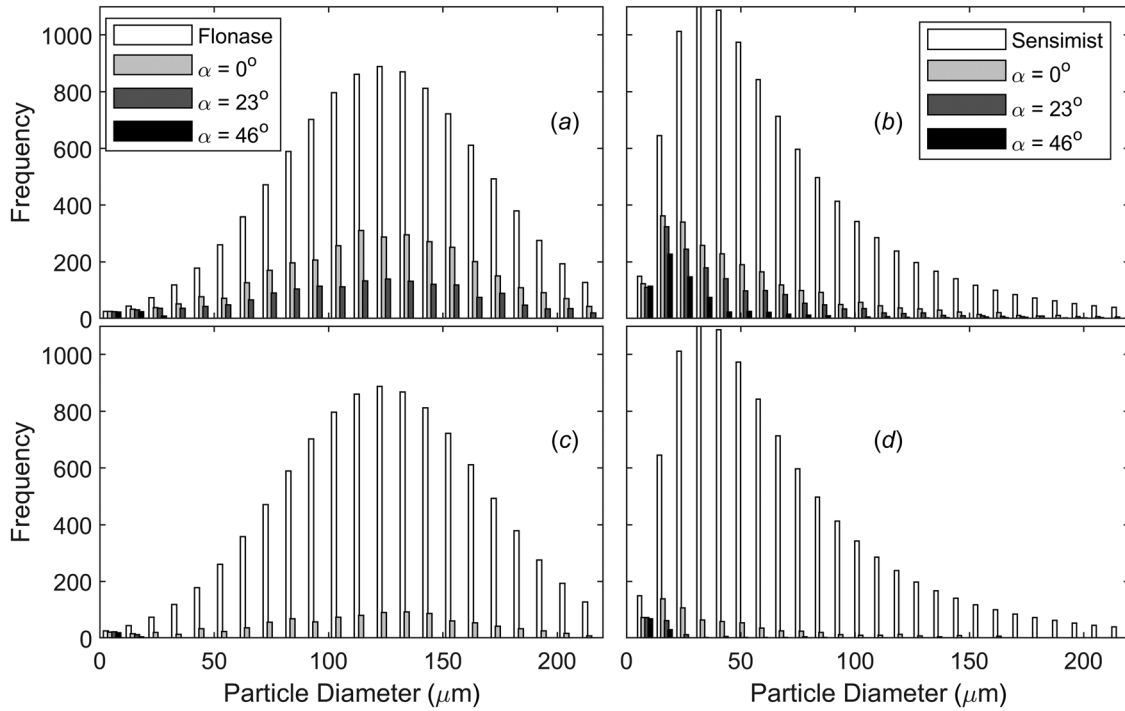 1000
800
600
400
200
0
Frequency
Flonase
α = 0°
α = 23°
α = 46°
(a)
Sensimist
α = 0°
α = 23°
α = 46°
(b)
1000
800
600
400
200
0
Frequency
(c)
(d)
0 50 100 150 200
0 50 100 150 200
Particle Diameter (μm)
Particle Diameter (μm)